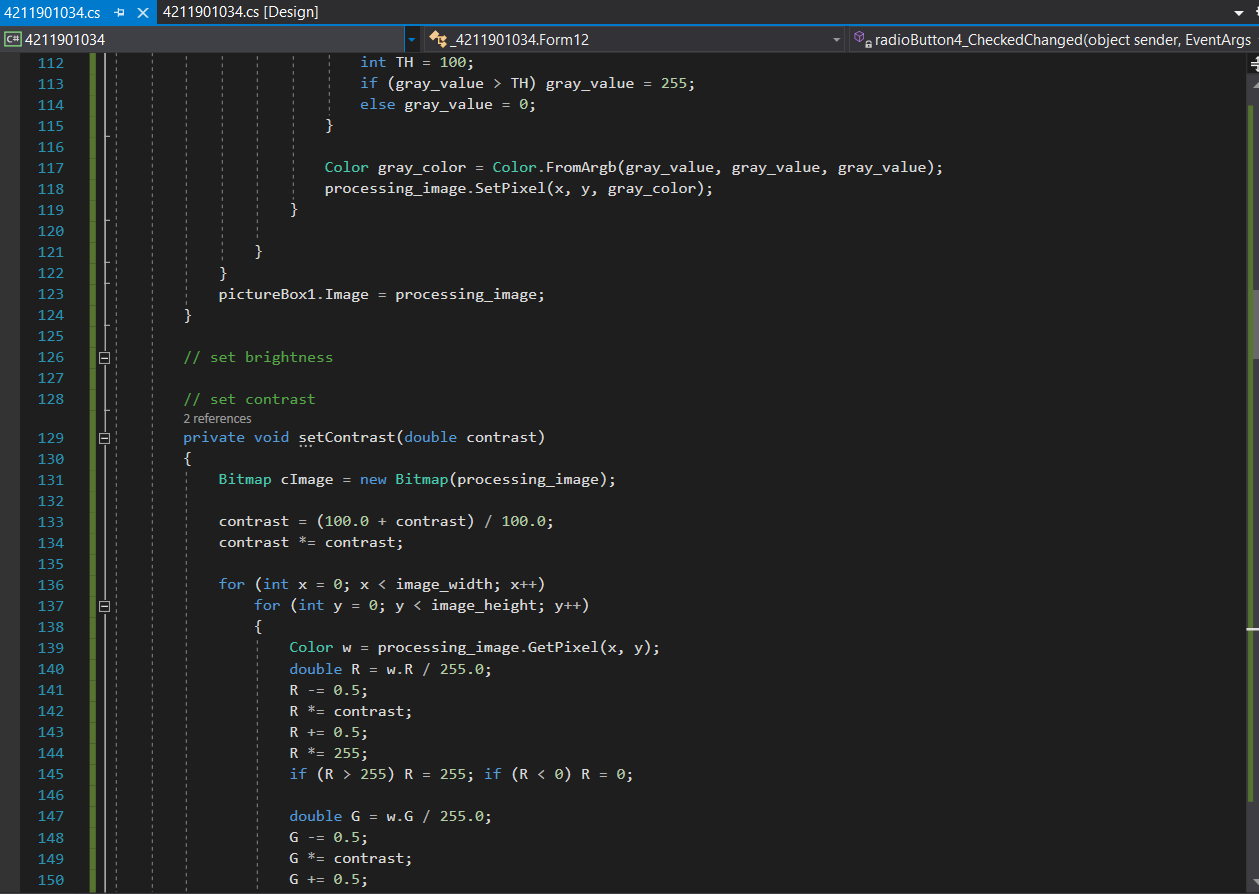 4211901034.cs 4211901034.cs [Design]
C# 4211901034 _4211901034.Form12 radioButton4_CheckedChanged(object sender, EventArgs
112 int TH = 100;
113 if (gray_value > TH) gray_value = 255;
114 else gray_value = 0;
115 }
116
117 Color gray_color = Color.FromArgb(gray_value, gray_value, gray_value);
118 processing_image.SetPixel(x, y, gray_color);
119 }
120
121 }
122 }
123 pictureBox1.Image = processing_image;
124 }
125
126 // set brightness
127
128 // set contrast
2 references
129 private void setContrast(double contrast)
130 {
131 Bitmap cImage = new Bitmap(processing_image);
132
133 contrast = (100.0 + contrast) / 100.0;
134 contrast *= contrast;
135
136 for (int x = 0; x < image_width; x++)
137 for (int y = 0; y < image_height; y++)
138 {
139 Color w = processing_image.GetPixel(x, y);
140 double R = w.R / 255.0;
141 R -= 0.5;
142 R *= contrast;
143 R += 0.5;
144 R *= 255;
145 if (R > 255) R = 255; if (R < 0) R = 0;
146
147 double G = w.G / 255.0;
148 G -= 0.5;
149 G *= contrast;
150 G += 0.5;